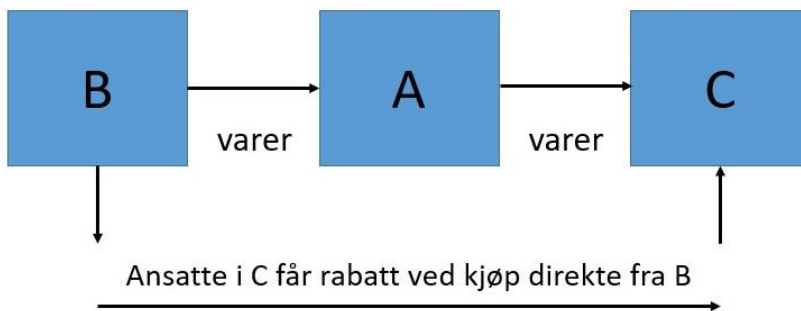 B
A
C
varer
varer
Ansatte i C får rabatt ved kjøp direkte fra B